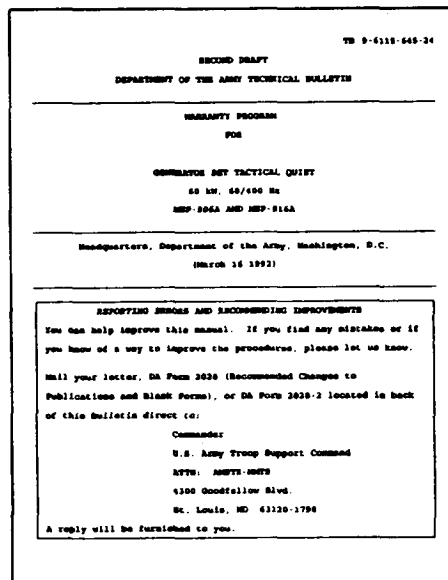 TB 9-6115-645-24
SECOND DRAFT
DEPARTMENT OF THE ARMY TECHNICAL BULLETIN
WARRANTY PROGRAM
FOR
GENERATOR SET TACTICAL QUIET
60 kW, 60/400 Hz
MEP-806A AND MEP-816A
Headquarters, Department of the Army, Washington, D.C.
(March 16 1992)
REPORTING ERRORS AND RECOMMENDING IMPROVEMENTS
You can help improve this manual. If you find any mistakes or if
you know of a way to improve the procedures, please let us know.
Mail your letter, DA Form 2028 (Recommended Changes to
Publications and Blank Forms), or DA Form 2028-2 located in back
of this bulletin direct to:
Commander
U.S. Army Troop Support Command
ATTN:
4300 Goodfellow Blvd.
St. Louis, MO 63120-1798
A reply will be furnished to you.